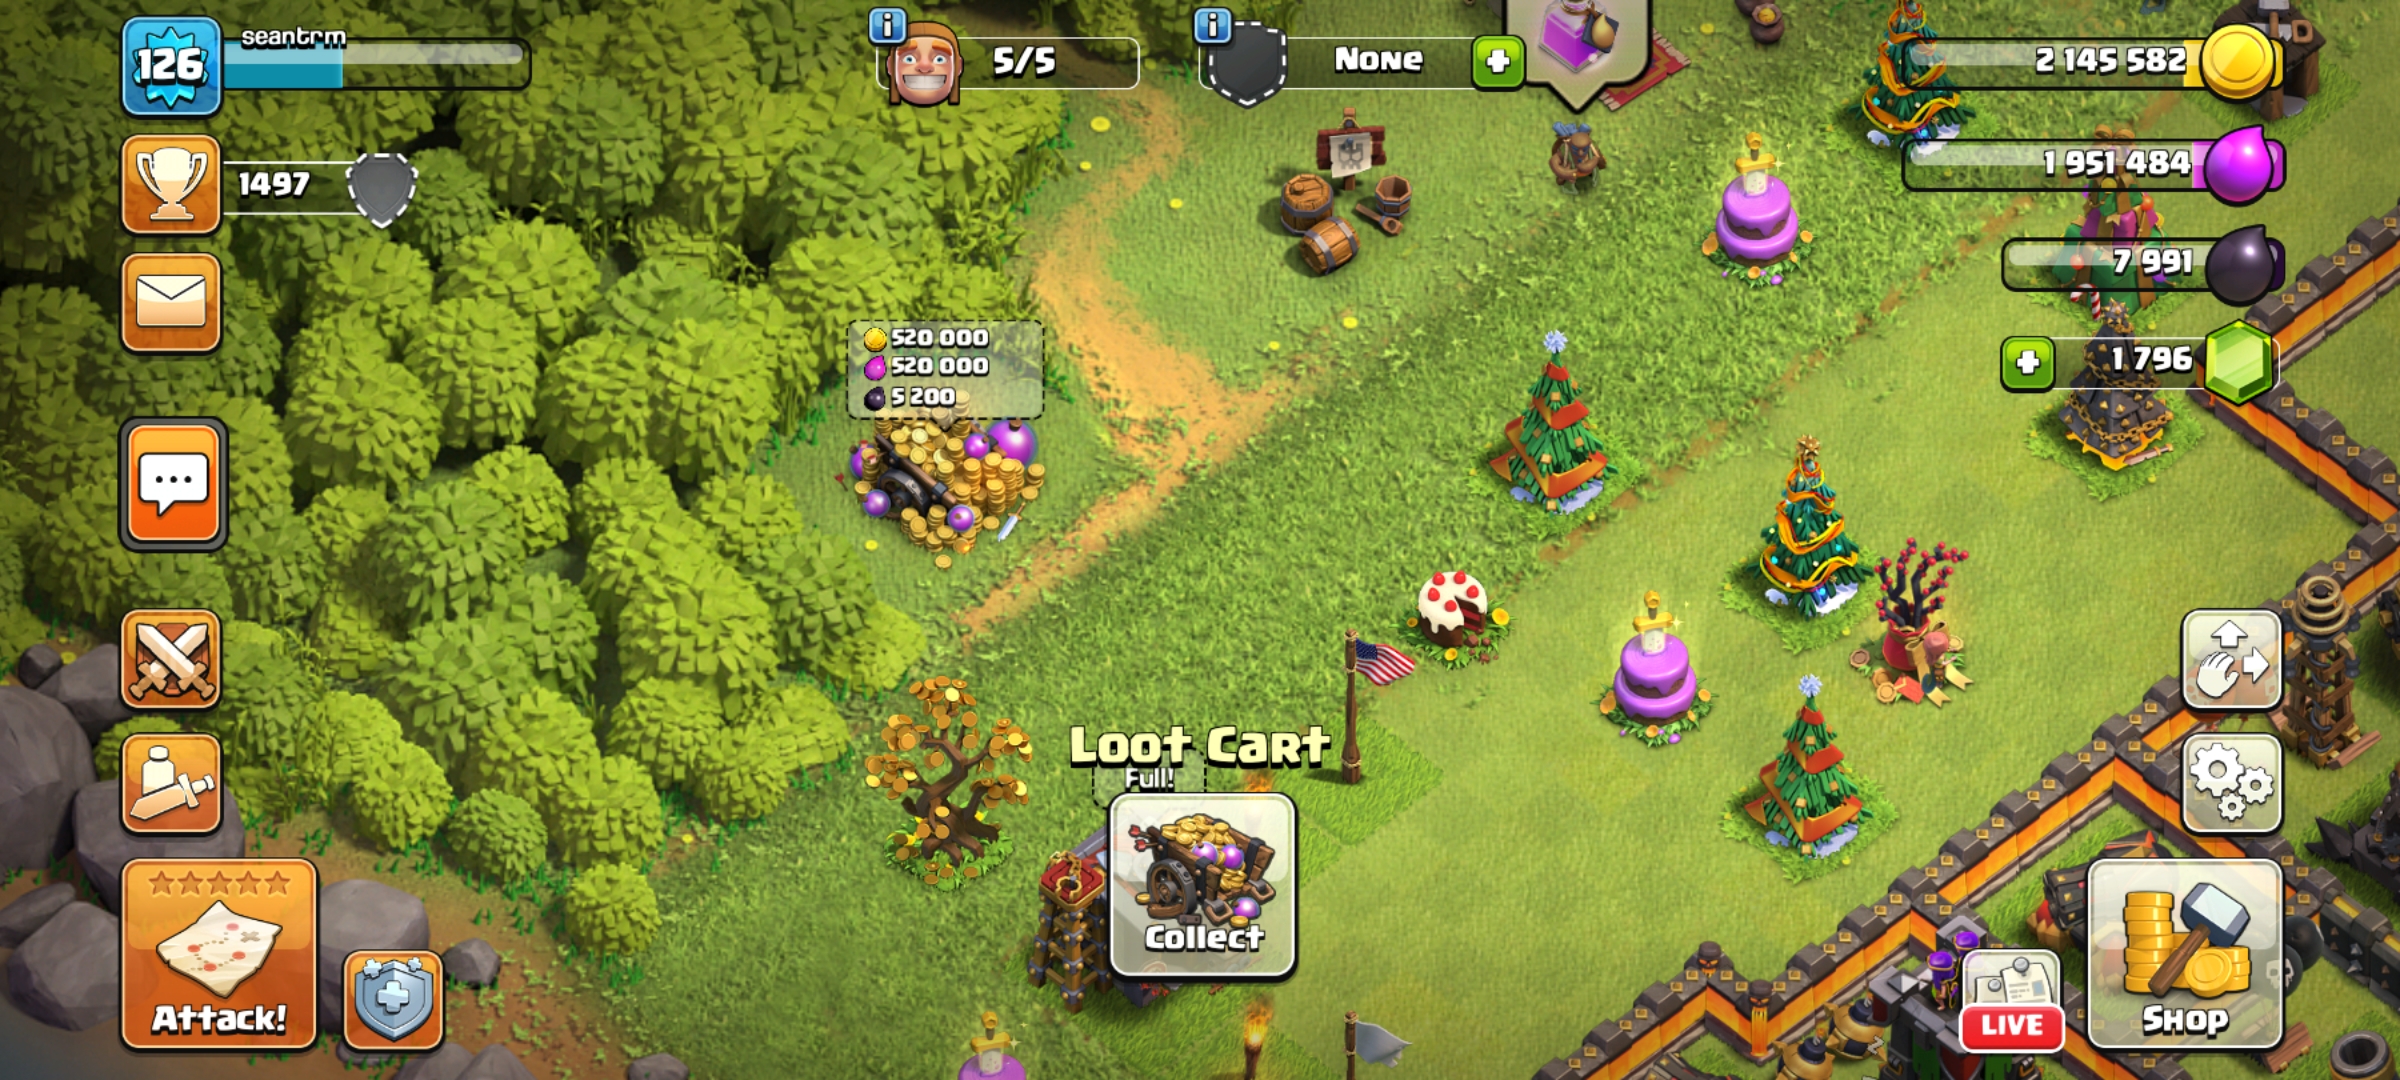 126
seantrm
5/5
None
2 145 582
1497
1 951 484
7 991
1 796
520 000
520 000
5 200
Loot Cart
Full!
Collect
Attack!
LIVE
Shop